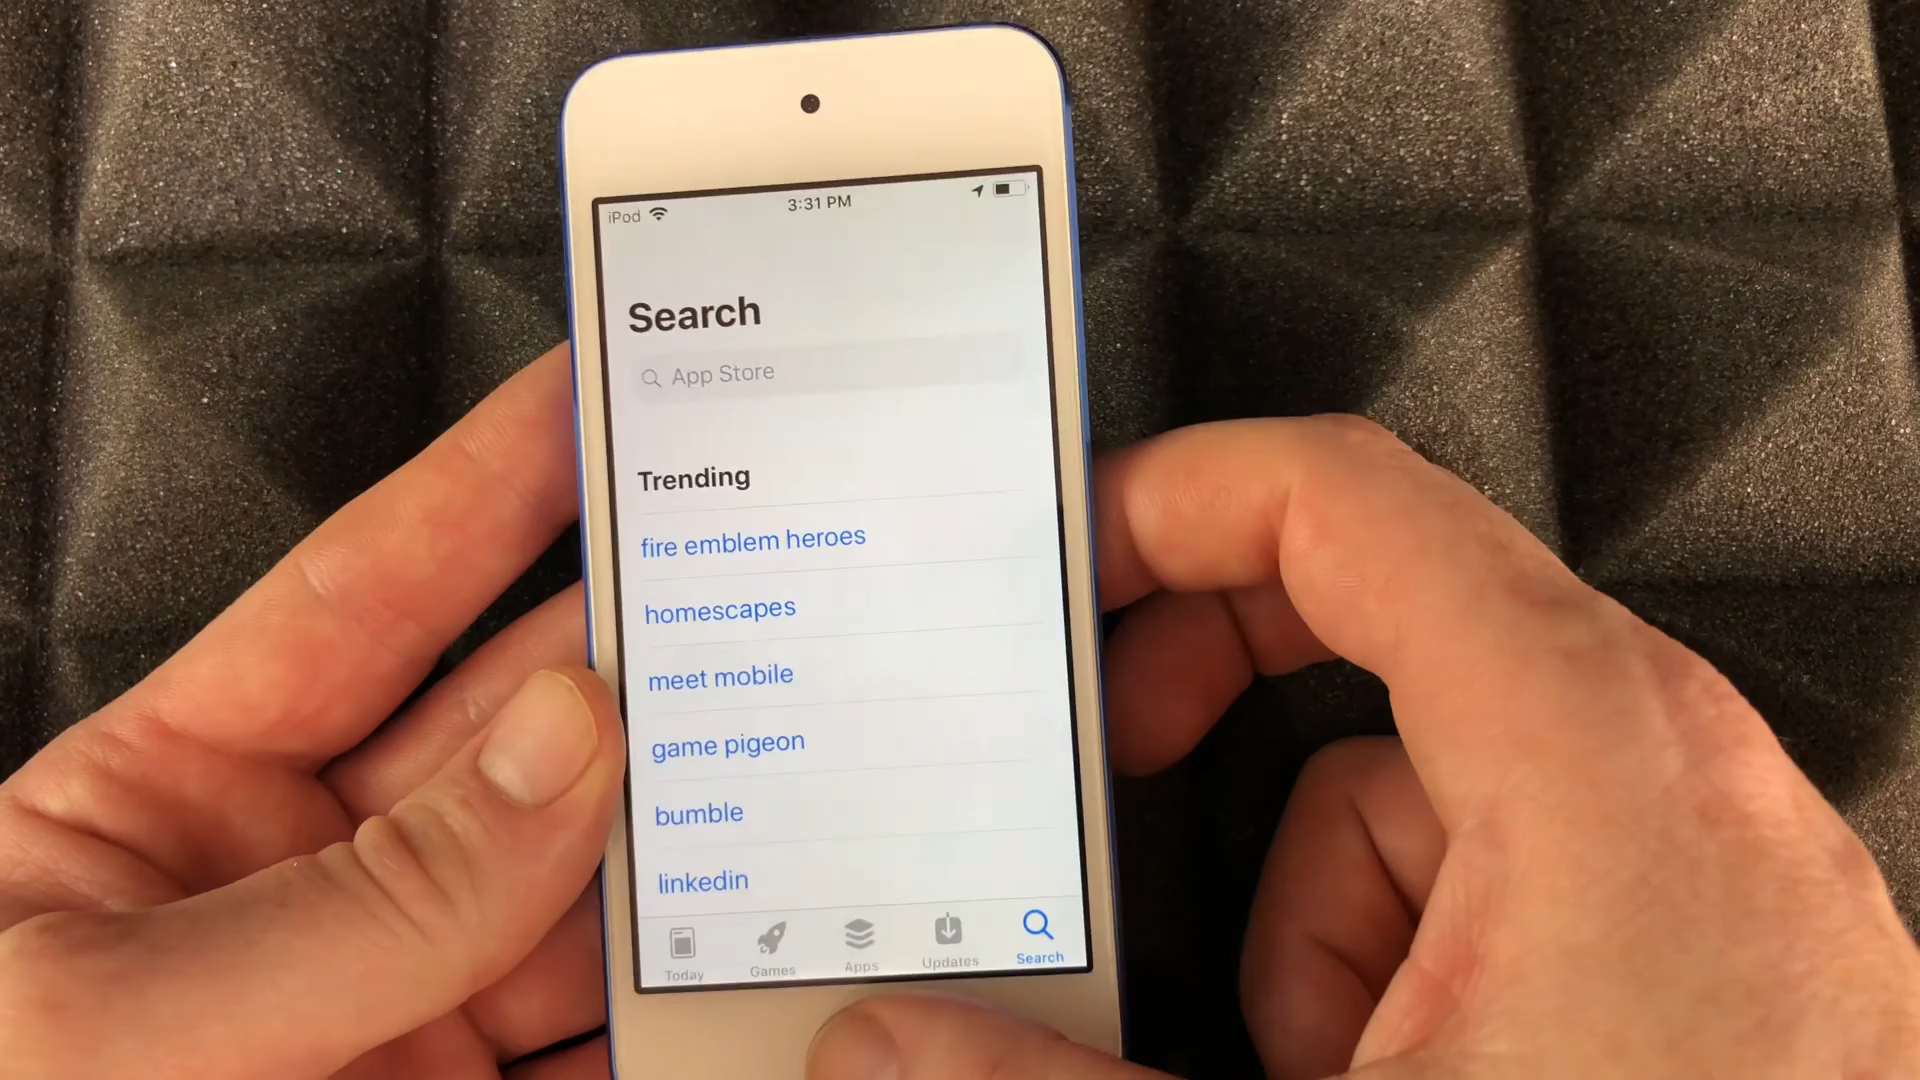 iPod
3:31 PM
Search
App Store
Trending
fire emblem heroes
homescapes
meet mobile
game pigeon
bumble
linkedin
Today Games Apps Updates Search